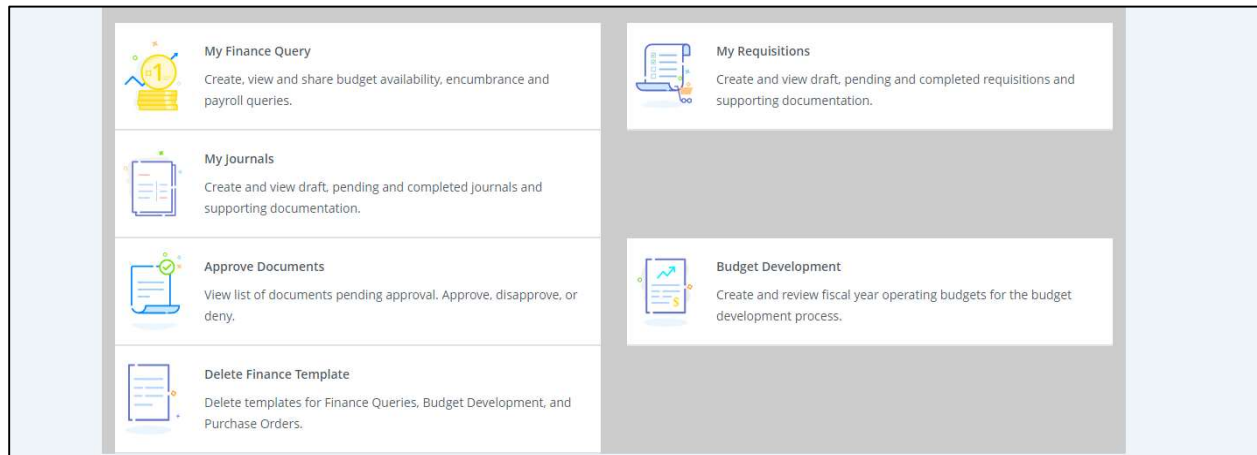 My Finance Query
Create, view and share budget availability, encumbrance and
payroll queries.
My Requisitions
Create and view draft, pending and completed requisitions and
supporting documentation.
My Journals
Create and view draft, pending and completed journals and
supporting documentation.
Approve Documents
View list of documents pending approval. Approve, disapprove, or
deny.
Budget Development
Create and review fiscal year operating budgets for the budget
development process.
Delete Finance Template
Delete templates for Finance Queries, Budget Development, and
Purchase Orders.